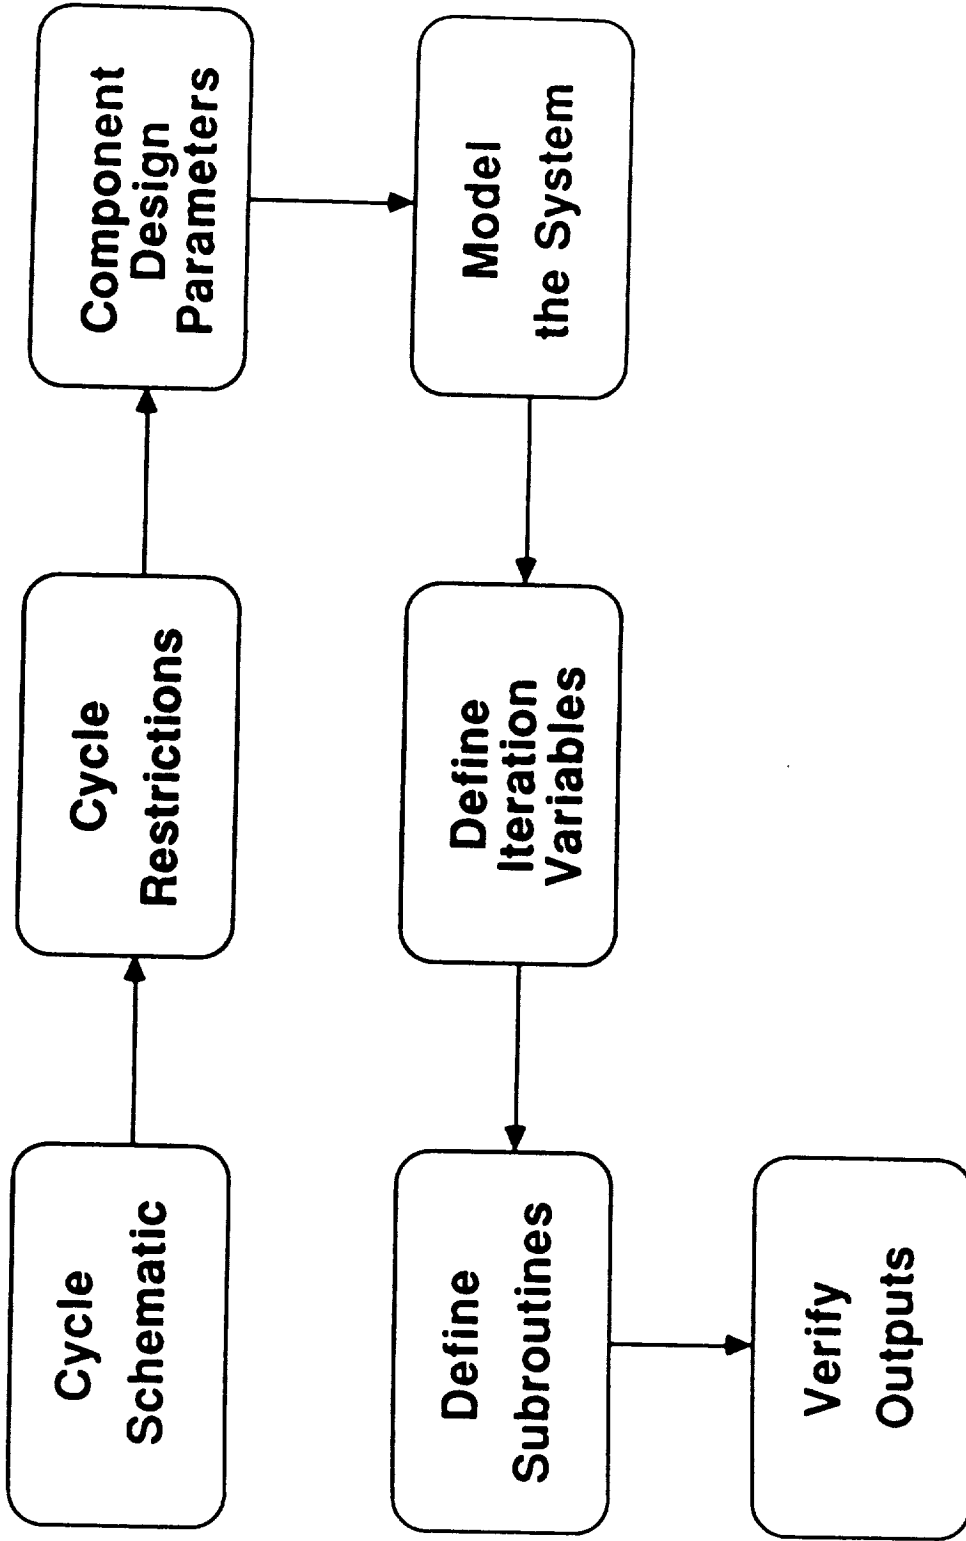 Cycle
Schematic
Cycle
Restrictions
Component
Design
Parameters
Model
the System
Define
Iteration
Variables
Define
Subroutines
Verify
Outputs